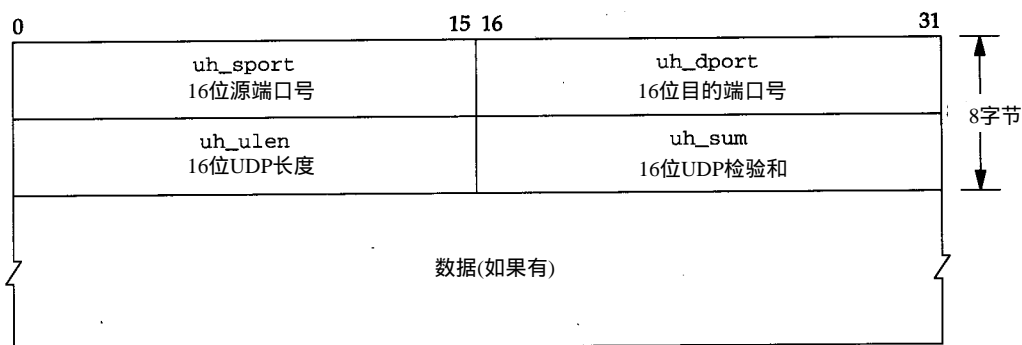 0 15 16 31
uh_sport uh_dport
16位源端口号 16位目的端口号
8字节
uh_ulen uh_sum
16位UDP长度 16位UDP检验和
数据(如果有)